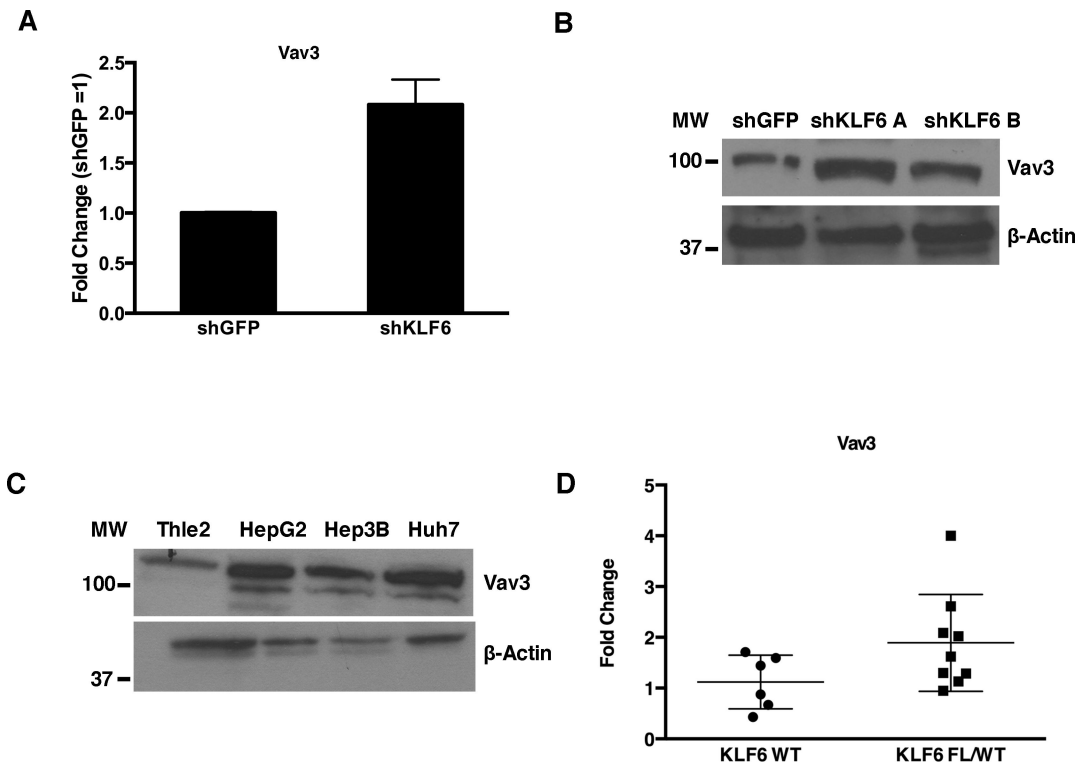 A
Vav3
Fold Change (shGFP =1)
2.5
2.0
1.5
1.0
0.5
0.0
shGFP shKLF6
B
MW shGFP shKLF6 A shKLF6 B
100
Vav3
37
β-Actin
C
MW Thle2 HepG2 Hep3B Huh7
100
Vav3
37
β-Actin
D
Vav3
Fold Change
5
4
3
2
1
0
KLF6 WT KLF6 FL/WT